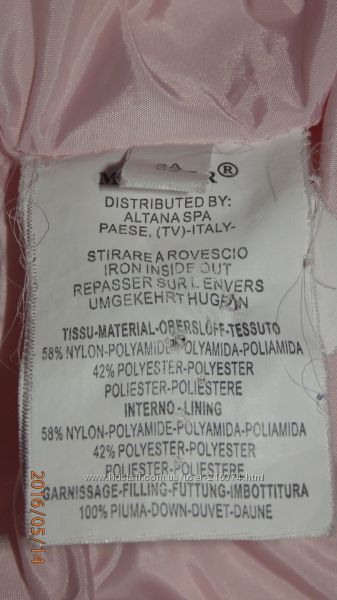 DISTRIBUTED BY:
ALTANA SPA
PAESE, (TV)-ITALY-
STIRARE A ROVESCIO
IRON INSIDE OUT
REPASSER SUR L'ENVERS
UMGEKEHRT
TISSU-MATERIAL-OBERSLOFF-TESSUTO
58% NYLON-POLYAMIDE-POLYAMIDA-POLIAMIDA
42% POLYESTER-POLYESTER
POLIESTER-POLIESTERE
INTERNO - LINING
58% NYLON-POLYAMIDE-POLYAMIDA-POLYAMIDA
42% POLYESTER-POLYESTER
POLIESTER-POLIESTERE
GARNISSAGE-FILLING-FUTTUNG-IMBOTTITURA
100% PIUMA-DOWN-DUVET-DAUNE
2016/05/14